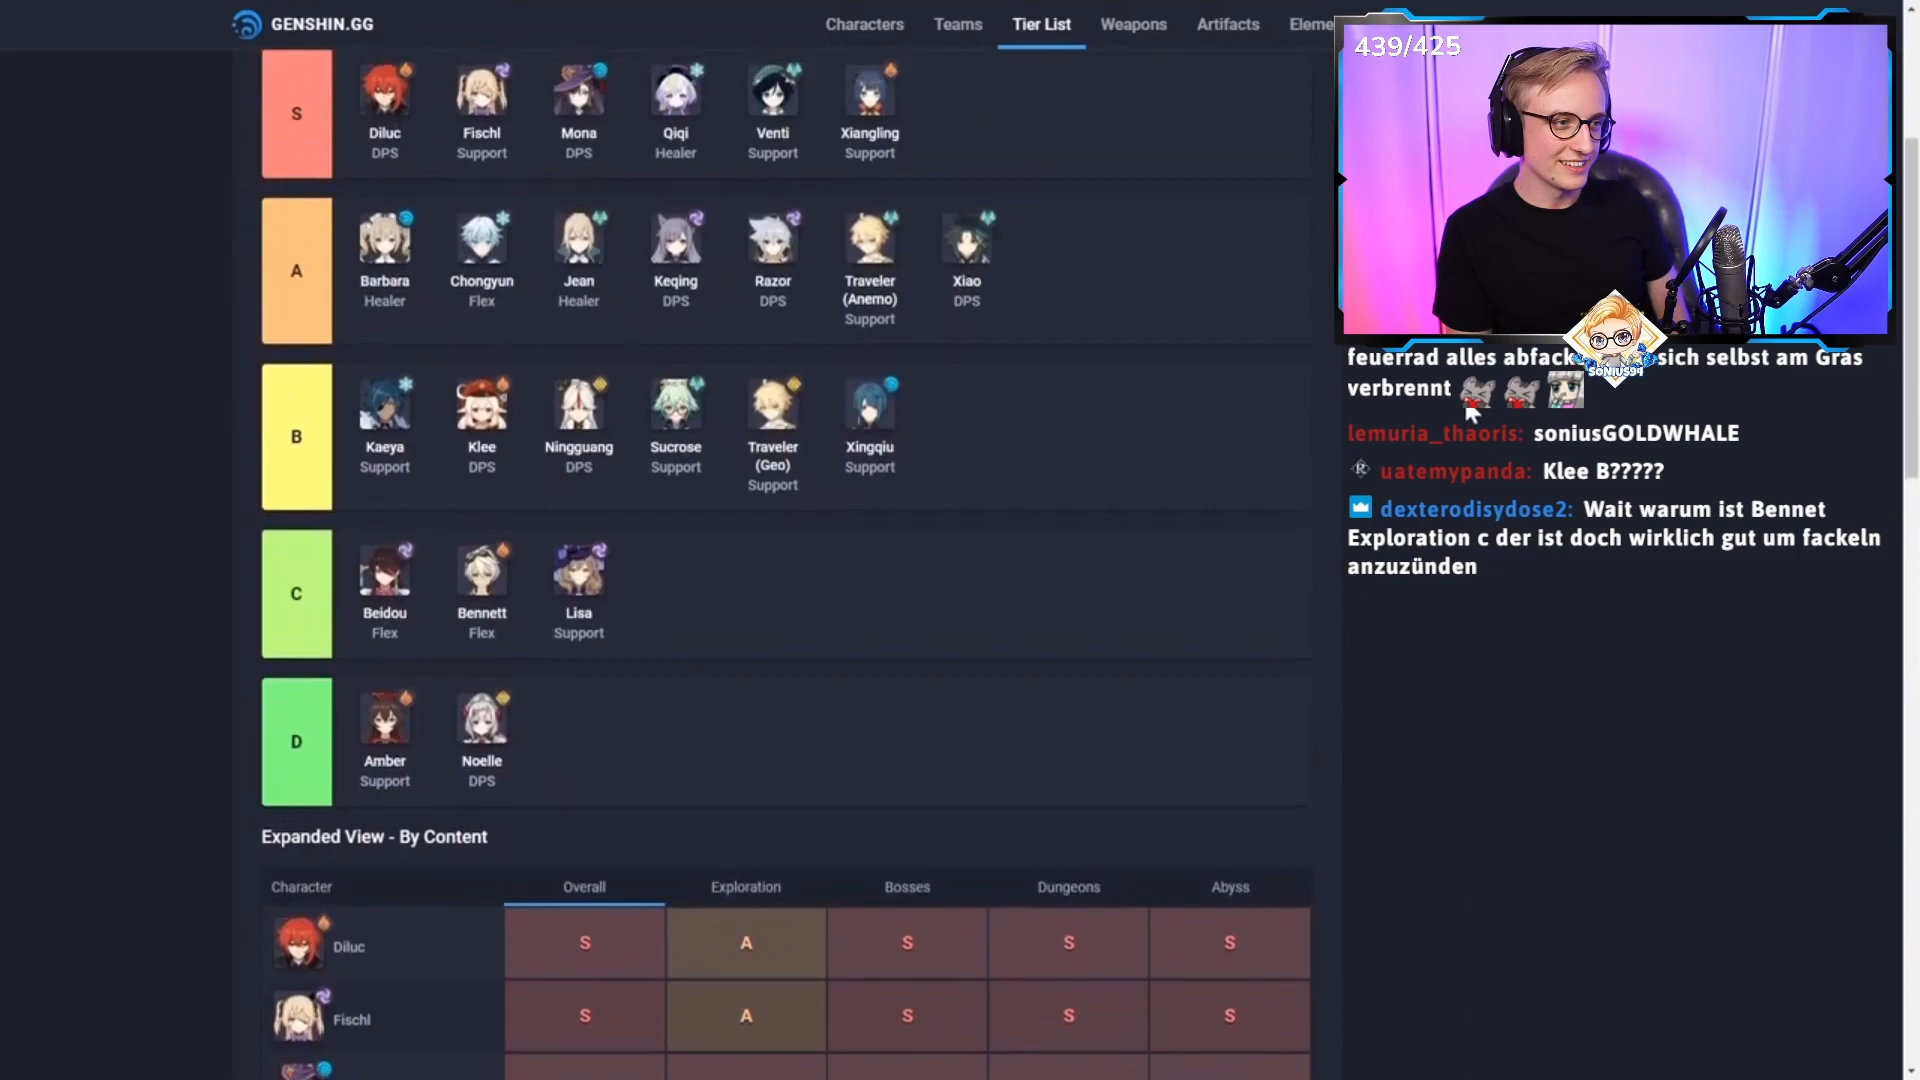 GENSHIN.GG
Characters Teams Tier List Weapons Artifacts Eleme
439/425
S
Diluc Fischl Mona Qiqi Venti Xiangling
DPS Support DPS Healer Support Support
A
Barbara Chongyun Jean Keqing Razor Traveler (Anemo) Xiao
Healer Flex Healer DPS DPS Support DPS
B
Kaeya Klee Ningguang Sucrose Traveler (Geo) Xingqiu
Support DPS DPS Support Support Support
C
Beidou Bennett Lisa
Flex Flex Support
D
Amber Noelle
Support DPS
Expanded View - By Content
Character Overall Exploration Bosses Dungeons Abyss
Diluc S A S S S
Fischl S A S S S
SONIUS94
feuerrad alles sich selbst am Gras
verbrennt
lemuria_thaoris: soniusGOLDWHALE
uatemypanda: Klee B?????
dexterodisydose2: Wait warum ist Bennet
Exploration c der ist doch wirklich gut um fackeln
anzuzünden